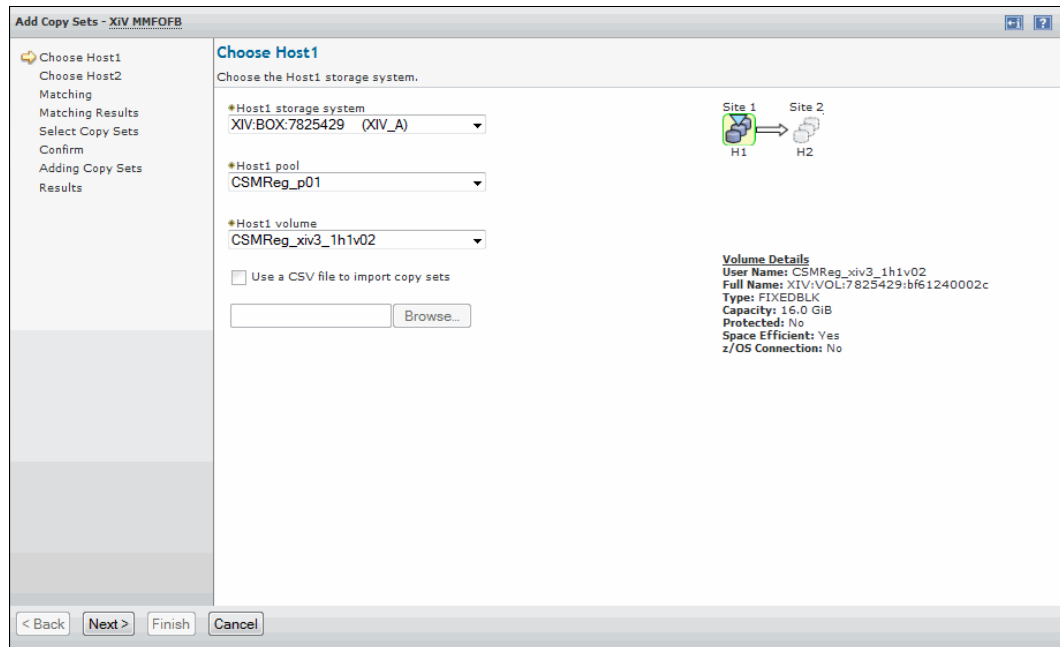 Add Copy Sets - XiV MMFOFB
?
Choose Host1
Choose Host2
Matching
Matching Results
Select Copy Sets
Confirm
Adding Copy Sets
Results
Choose Host1
Choose the Host1 storage system.
*Host1 storage system
XIV:BOX:7825429 (XIV_A)
*Host1 pool
CSMReg_p01
*Host1 volume
CSMReg_xiv3_1h1v02
Use a CSV file to import copy sets
Browse...
Site 1 Site 2
H1 H2
Volume Details
User Name: CSMReg_xiv3_1h1v02
Full Name: XIV:VOL:7825429:bf61240002c
Type: FIXEDBLK
Capacity: 16.0 GiB
Protected: No
Space Efficient: Yes
z/OS Connection: No
< Back Next > Finish Cancel